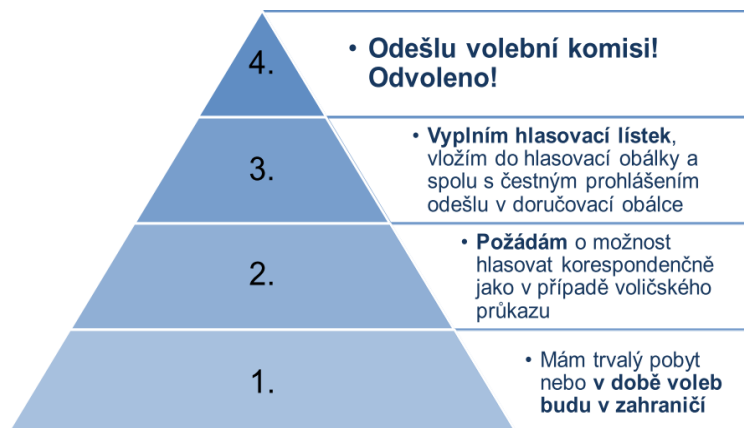 4.
• Odešlu volební komisi!
Odvoleno!
3.
• Vyplním hlasovací lístek,
vložím do hlasovací obálky a
spolu s čestným prohlášením
odešlu v doručovací obálce
2.
• Požádám o možnost
hlasovat korespondenčně
jako v případě voličského
průkazu
1.
• Mám trvalý pobyt
nebo v době voleb
budu v zahraničí